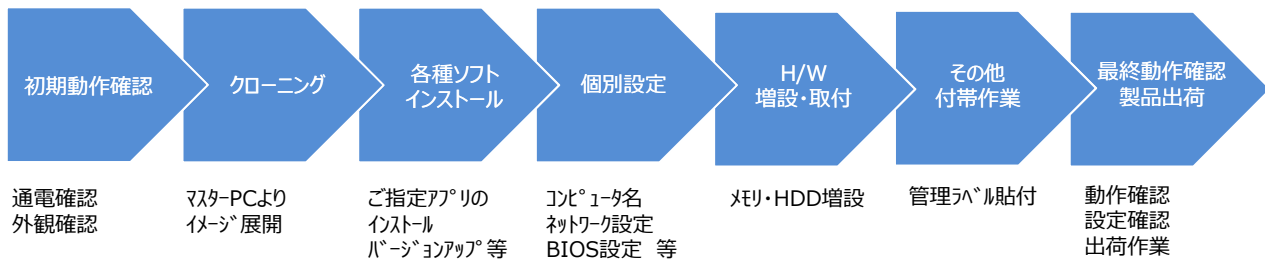 初期動作確認
クローニング
各種ソフト
インストール
個別設定
H/W
増設・取付
その他
付帯作業
最終動作確認
製品出荷
通電確認
外観確認
ﾏｽﾀｰPCより
ｲﾒｰｼﾞ展開
ご指定ｱﾌﾟﾘの
ｲﾝｽﾄｰﾙ
ﾊﾞｰｼﾞｮﾝｱｯﾌﾟ等
ｺﾝﾋﾟｭｰﾀ名
ﾈｯﾄﾜｰｸ設定
BIOS設定 等
ﾒﾓﾘ・HDD増設
管理ﾗﾍﾞﾙ貼付
動作確認
設定確認
出荷作業